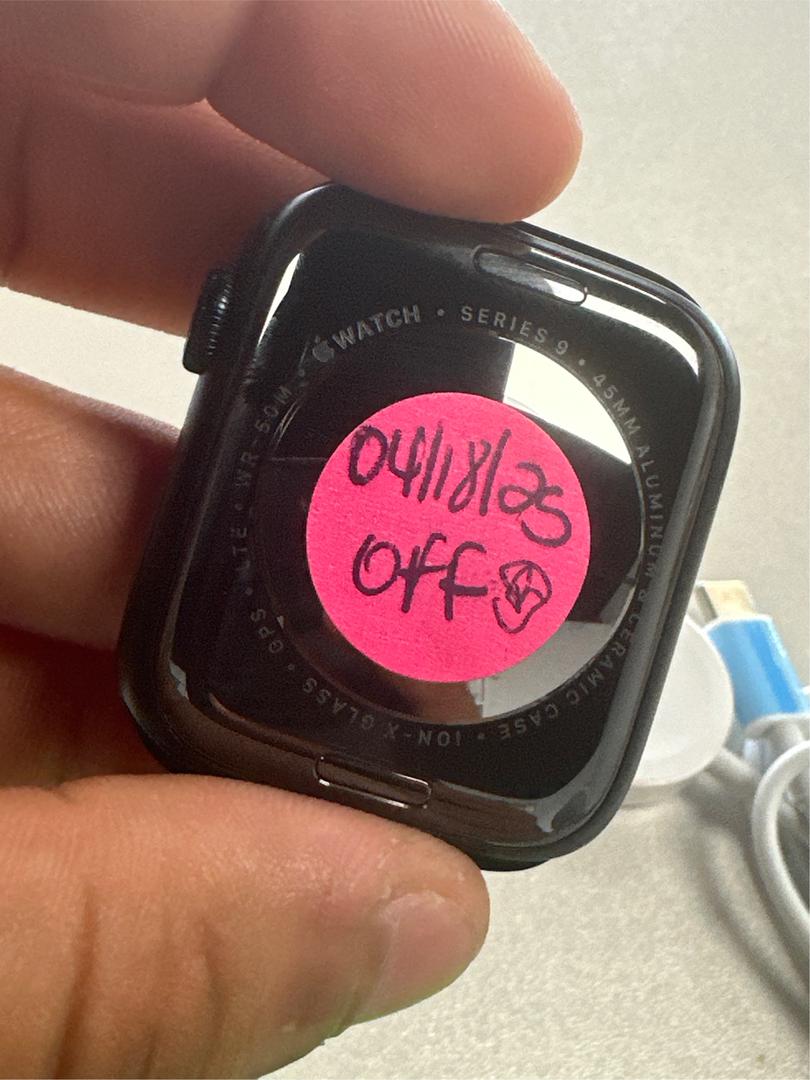 WATCH • SERIES 9 • 45MM ALUMINUM & CERAMIC CASE • ION-X GLASS • GPS • LTE • WR-50M •
04/18/25
Off